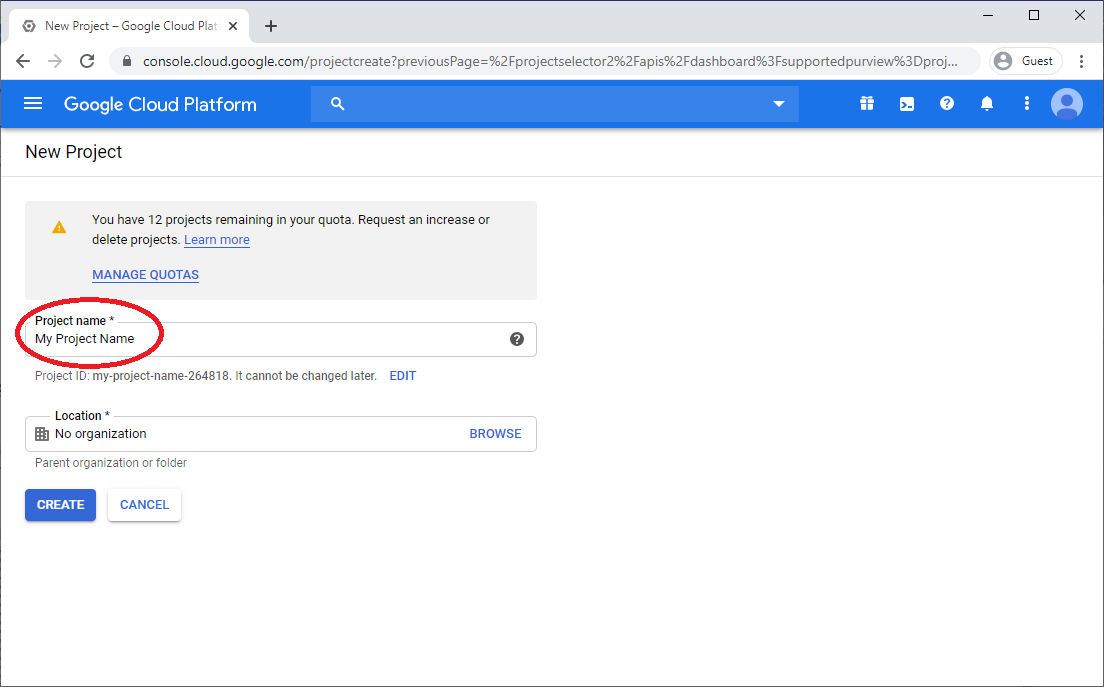 New Project – Google Cloud Plat
console.cloud.google.com/projectcreate?previousPage=%2Fprojectselector2%2Fapis%2Fdashboard%3Fsupportedpurview%3Dproj...
Guest
Google Cloud Platform
New Project
You have 12 projects remaining in your quota. Request an increase or
delete projects. Learn more
MANAGE QUOTAS
Project name *
My Project Name
Project ID: my-project-name-264818. It cannot be changed later. EDIT
Location *
No organization BROWSE
Parent organization or folder
CREATE CANCEL